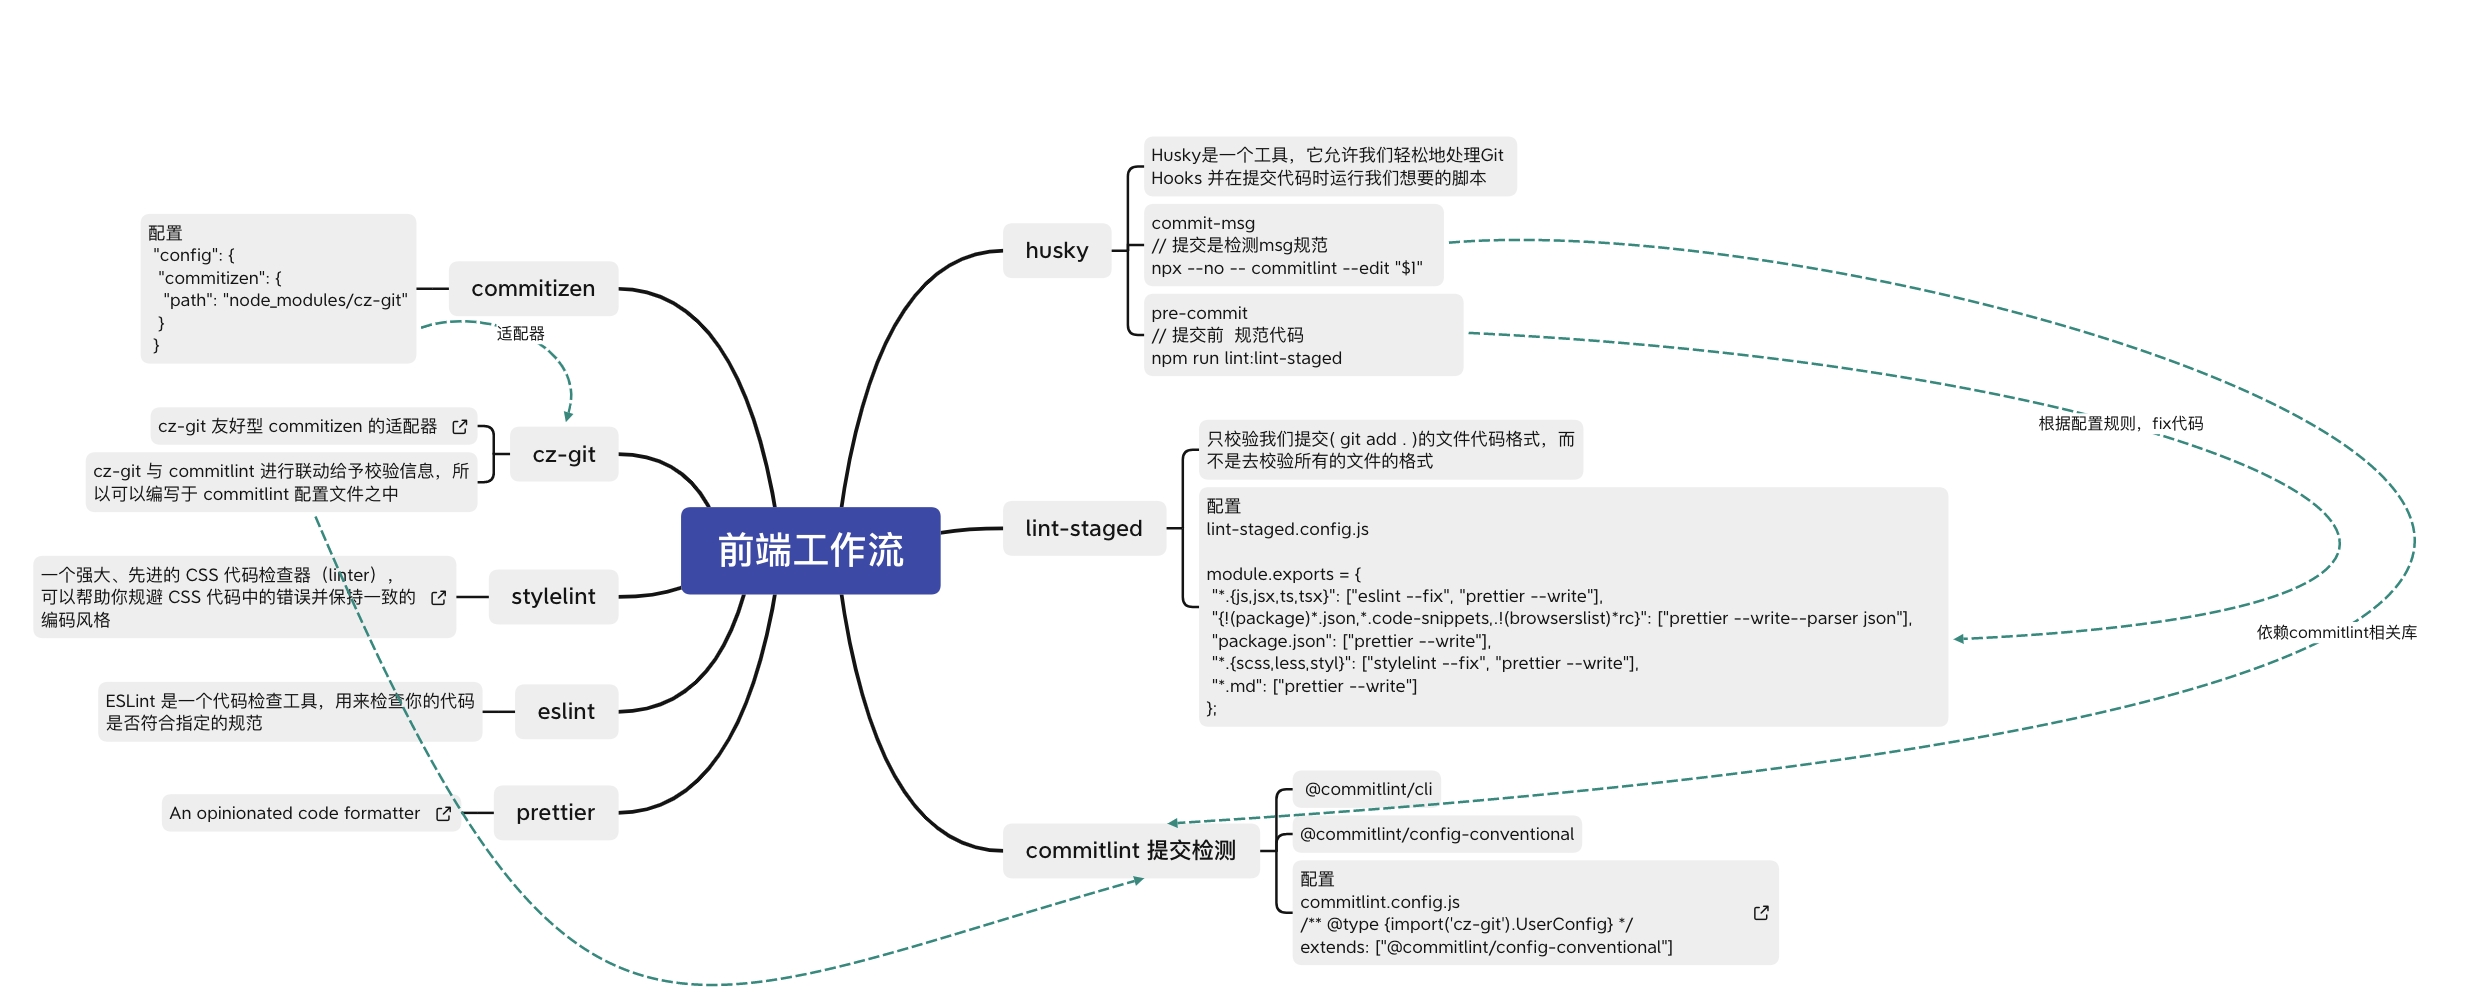 前端工作流
husky
Husky是一个工具，它允许我们轻松地处理Git
Hooks 并在提交代码时运行我们想要的脚本
commit-msg
// 提交是检测msg规范
npx --no -- commitlint --edit "$1"
pre-commit
// 提交前  规范代码
npm run lint:lint-staged
根据配置规则，fix代码
依赖commitlint相关库
lint-staged
只校验我们提交( git add . )的文件代码格式，而
不是去校验所有的文件的格式
配置
lint-staged.config.js
module.exports = {
"*.{js,jsx,ts,tsx}": ["eslint --fix", "prettier --write"],
"{!(package)*.json,*.code-snippets,.!(browserslist)*rc}": ["prettier --write--parser json"],
"package.json": ["prettier --write"],
"*.{scss,less,styl}": ["stylelint --fix", "prettier --write"],
"*.md": ["prettier --write"]
};
commitlint 提交检测
@commitlint/cli
@commitlint/config-conventional
配置
commitlint.config.js
/** @type {import('cz-git').UserConfig} */
extends: ["@commitlint/config-conventional"]
commitizen
配置
"config": {
"commitizen": {
"path": "node_modules/cz-git"
}
}
适配器
cz-git
cz-git 友好型 commitizen 的适配器
cz-git 与 commitlint 进行联动给予校验信息，所
以可以编写于 commitlint 配置文件之中
stylelint
一个强大、先进的 CSS 代码检查器（linter），
可以帮助你规避 CSS 代码中的错误并保持一致的
编码风格
eslint
ESLint 是一个代码检查工具，用来检查你的代码
是否符合指定的规范
prettier
An opinionated code formatter